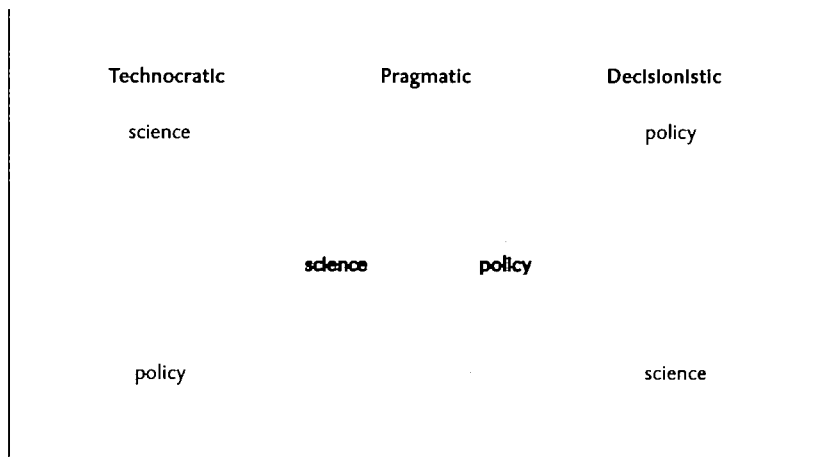 Technocratic Pragmatic Decisionistic
science policy
science policy
policy science